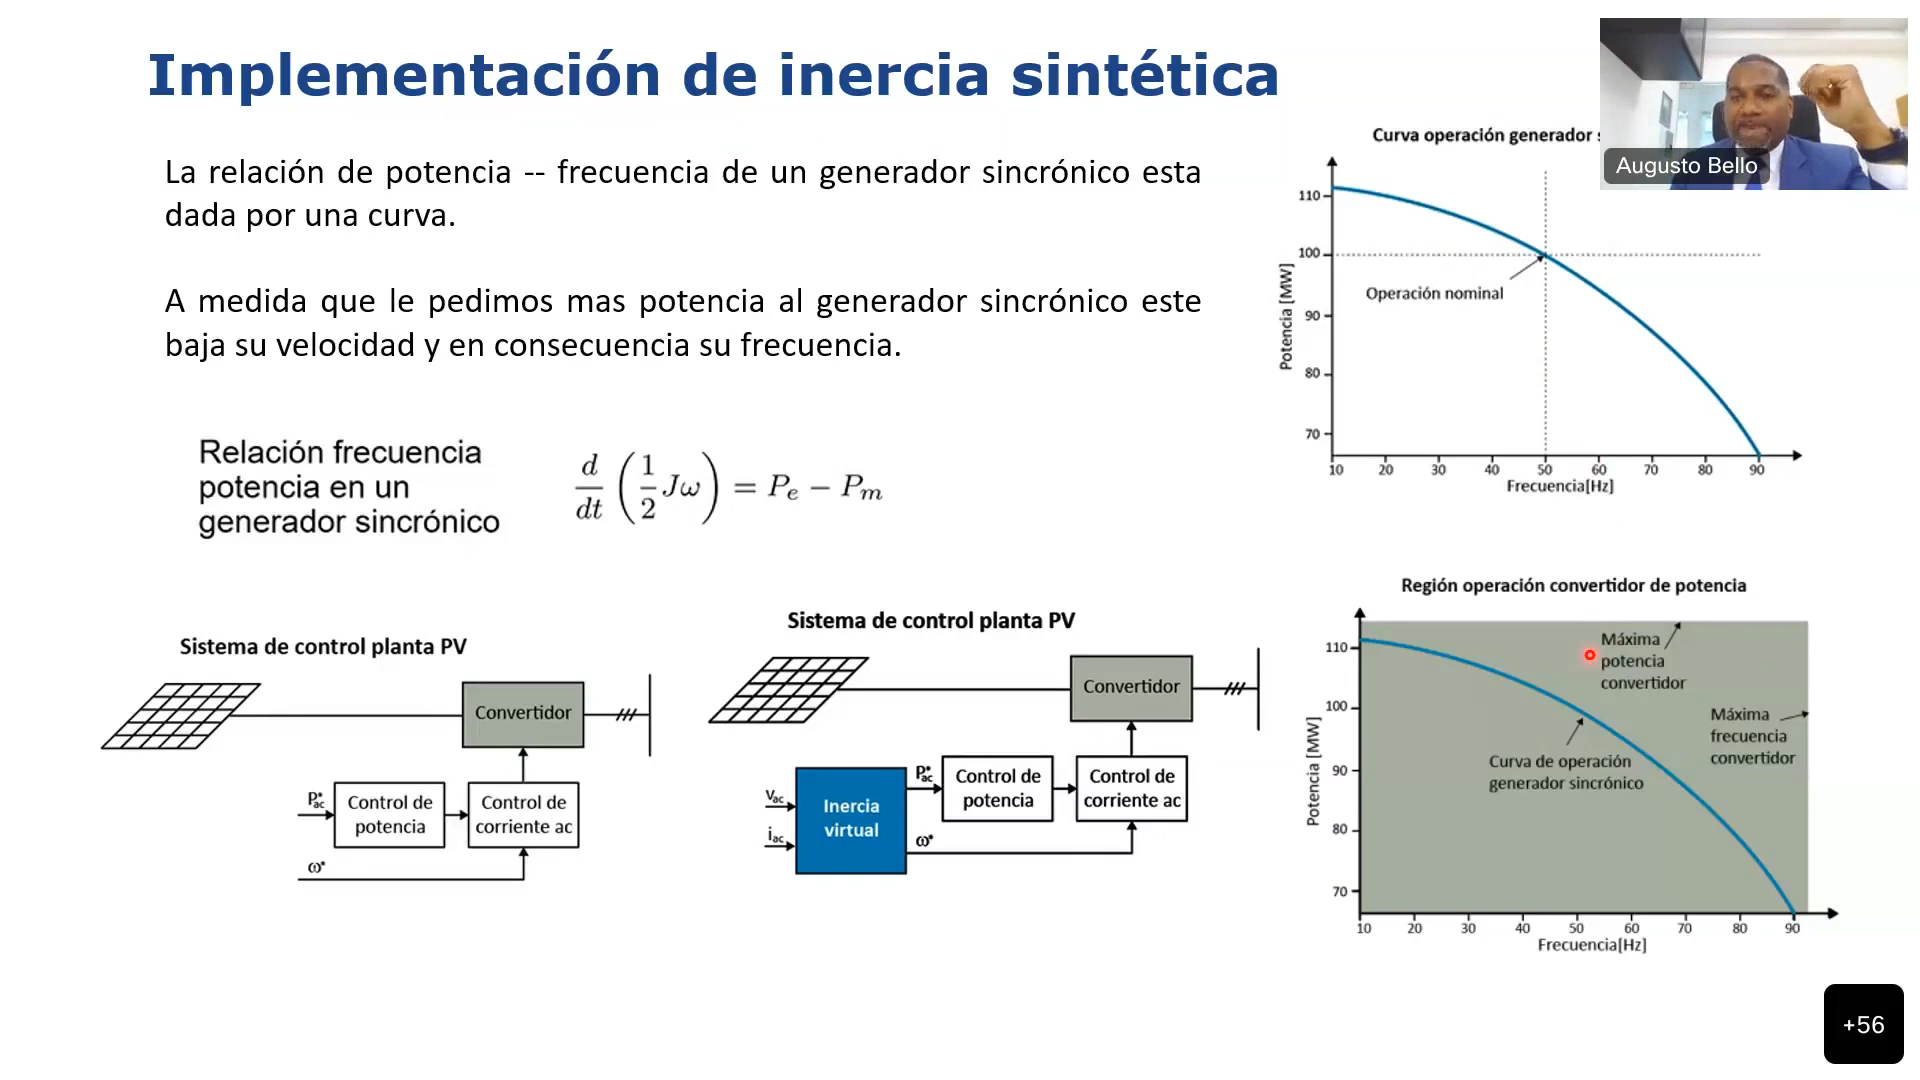 Implementación de inercia sintética
La relación de potencia -- frecuencia de un generador sincrónico esta
dada por una curva.
A medida que le pedimos mas potencia al generador sincrónico este
baja su velocidad y en consecuencia su frecuencia.
Relación frecuencia
potencia en un
generador sincrónico
d/dt (1/2 Jω) = Pe − Pm
Curva operación generador
Augusto Bello
110
100
90
80
70
Potencia [MW]
Operación nominal
10 20 30 40 50 60 70 80 90
Frecuencia[Hz]
Sistema de control planta PV
Convertidor
P*ac
Control de
potencia
Control de
corriente ac
ω*
Sistema de control planta PV
Convertidor
Vac
iac
Inercia
virtual
P*ac
Control de
potencia
Control de
corriente ac
ω*
Región operación convertidor de potencia
110
100
90
80
70
Potencia [MW]
Máxima
potencia
convertidor
Máxima
frecuencia
convertidor
Curva de operación
generador sincrónico
10 20 30 40 50 60 70 80 90
Frecuencia[Hz]
+56